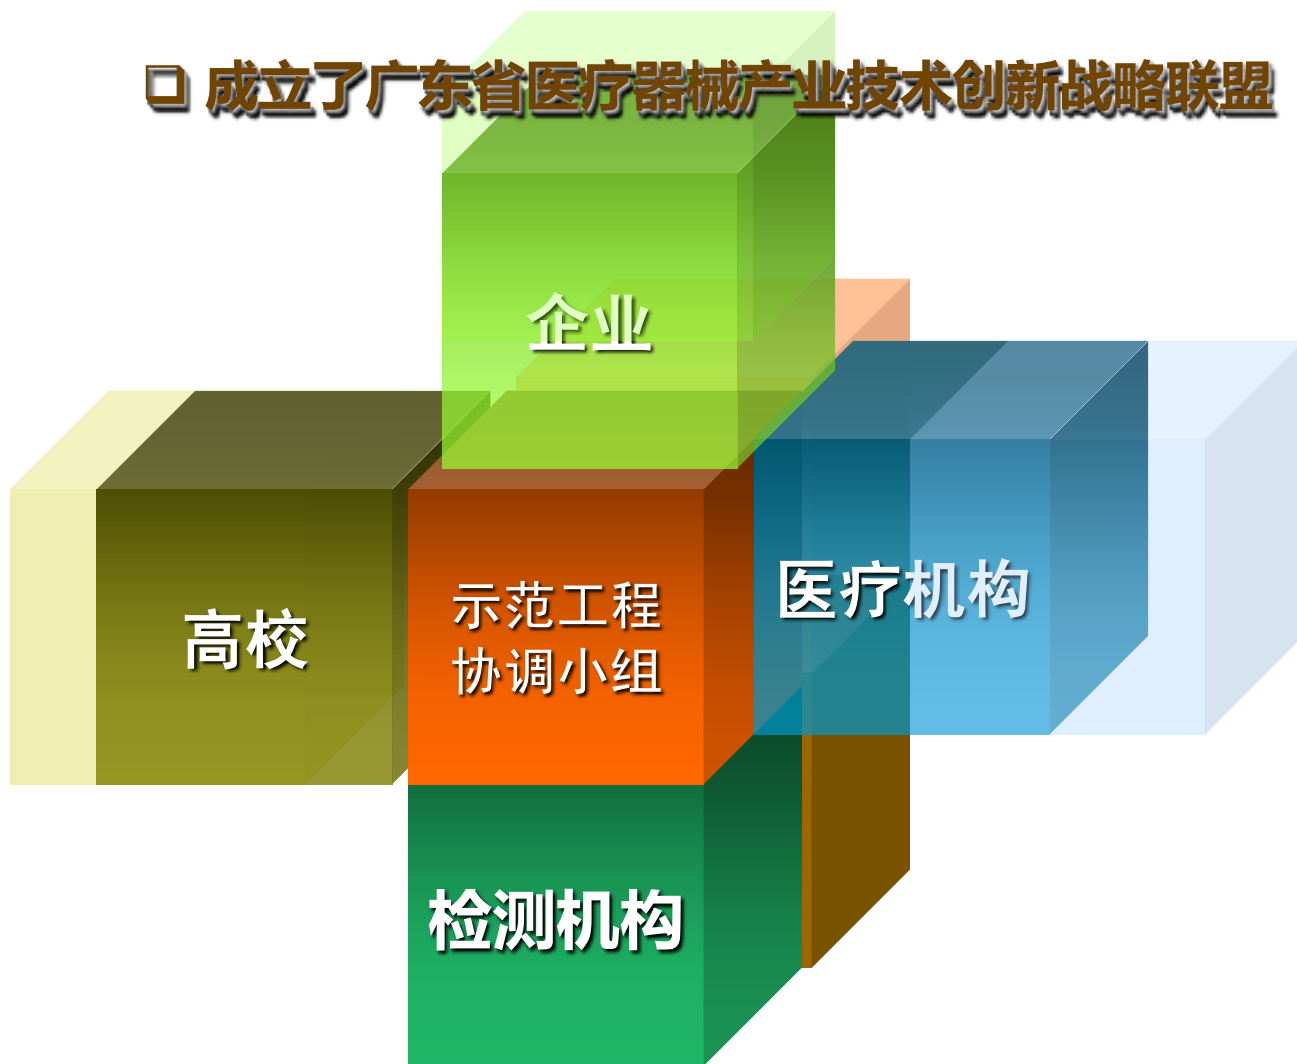 ❑ 成立了广东省医疗器械产业技术创新战略联盟
企业
高校
示范工程
协调小组
医疗机构
检测机构